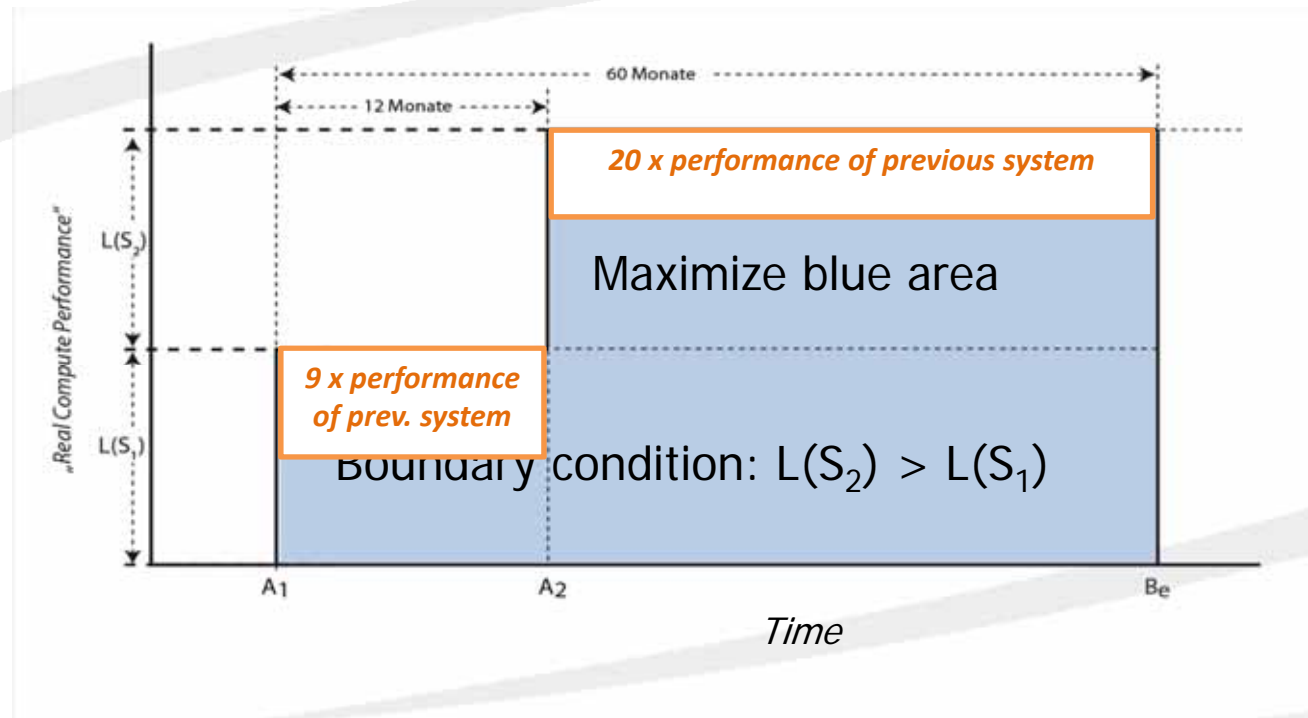 60 Monate
12 Monate
20 x performance of previous system
„Real Compute Performance"
L(S₂)
Maximize blue area
9 x performance
of prev. system
L(S₁)
Boundary condition: L(S₂) > L(S₁)
A1
A2
Be
Time